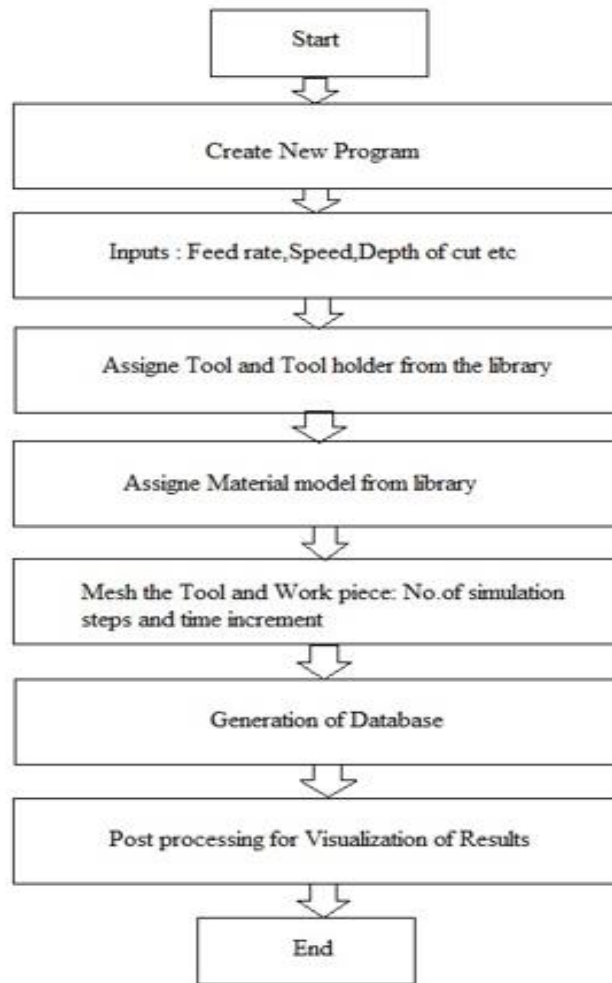 Start
Create New Program
Inputs : Feed rate,Speed,Depth of cut etc
Assigne Tool and Tool holder from the library
Assigne Material model from library
Mesh the Tool and Work piece: No.of simulation
steps and time increment
Generation of Database
Post processing for Visualization of Results
End